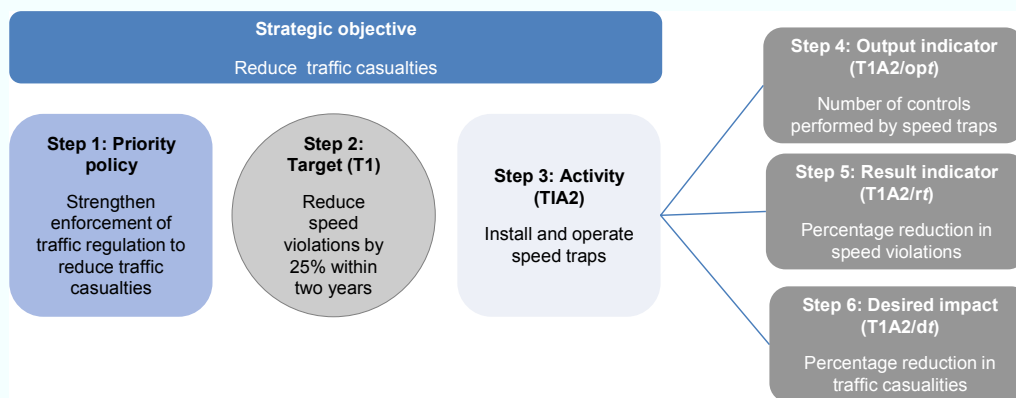 Strategic objective
Reduce traffic casualties
Step 1: Priority
policy
Strengthen
enforcement of
traffic regulation to
reduce traffic
casualties
Step 2:
Target (T1)
Reduce
speed
violations by
25% within
two years
Step 3: Activity
(TIA2)
Install and operate
speed traps
Step 4: Output indicator
(T1A2/opt)
Number of controls
performed by speed traps
Step 5: Result indicator
(T1A2/rt)
Percentage reduction in
speed violations
Step 6: Desired impact
(T1A2/dt)
Percentage reduction in
traffic casualities